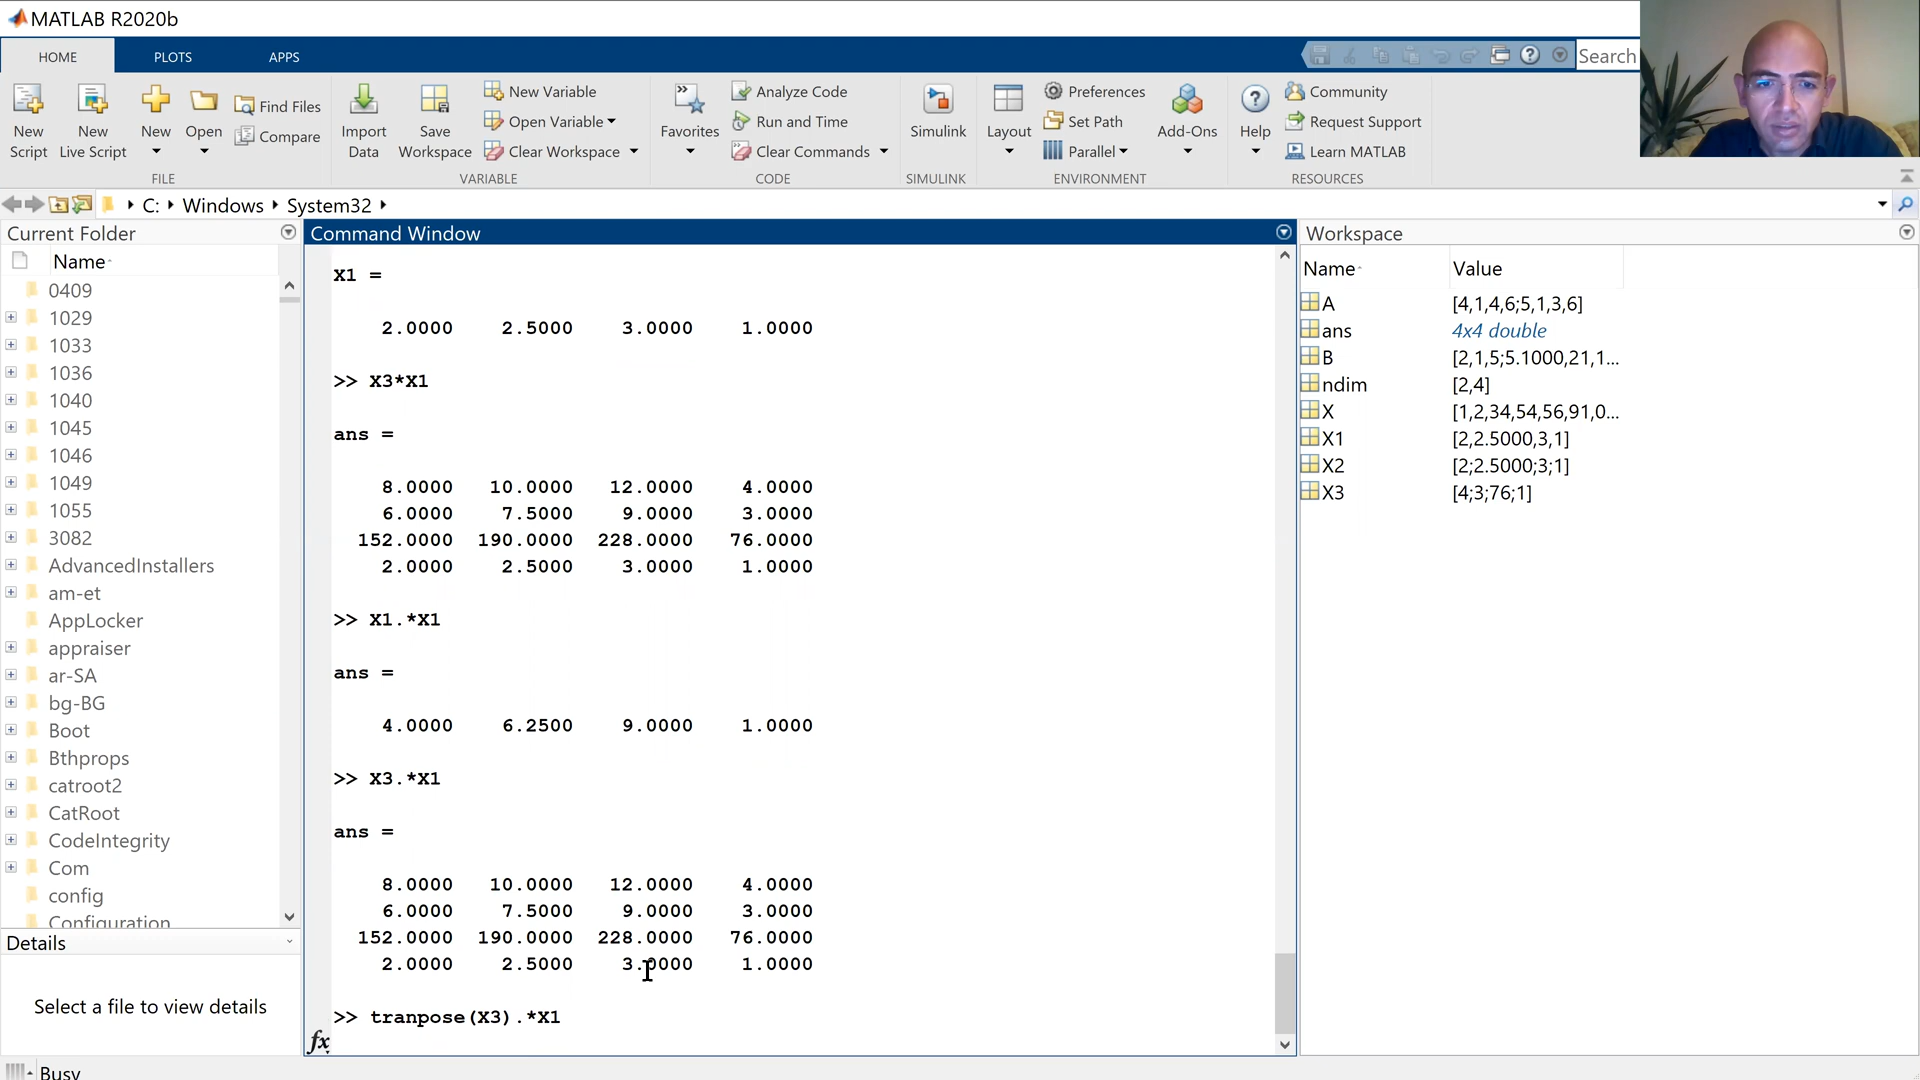 MATLAB R2020b
HOME PLOTS APPS
Search
New Script
New Live Script
New
Open
Find Files
Compare
Import Data
Save Workspace
New Variable
Open Variable
Clear Workspace
Favorites
Analyze Code
Run and Time
Clear Commands
Simulink
Layout
Preferences
Set Path
Parallel
Add-Ons
Help
Community
Request Support
Learn MATLAB
FILE VARIABLE CODE SIMULINK ENVIRONMENT RESOURCES
C: Windows System32
Current Folder
Name
0409
1029
1033
1036
1040
1045
1046
1049
1055
3082
AdvancedInstallers
am-et
AppLocker
appraiser
ar-SA
bg-BG
Boot
Bthprops
catroot2
CatRoot
CodeIntegrity
Com
config
Configuration
Details
Select a file to view details
Command Window
X1 =
2.0000 2.5000 3.0000 1.0000
>> X3*X1
ans =
8.0000 10.0000 12.0000 4.0000
6.0000 7.5000 9.0000 3.0000
152.0000 190.0000 228.0000 76.0000
2.0000 2.5000 3.0000 1.0000
>> X1.*X1
ans =
4.0000 6.2500 9.0000 1.0000
>> X3.*X1
ans =
8.0000 10.0000 12.0000 4.0000
6.0000 7.5000 9.0000 3.0000
152.0000 190.0000 228.0000 76.0000
2.0000 2.5000 3.0000 1.0000
>> tranpose(X3).*X1
fx
Workspace
Name Value
A [4,1,4,6;5,1,3,6]
ans 4x4 double
B [2,1,5;5.1000,21,1...
ndim [2,4]
X [1,2,34,54,56,91,0...
X1 [2,2.5000,3,1]
X2 [2;2.5000;3;1]
X3 [4;3;76;1]
Busy